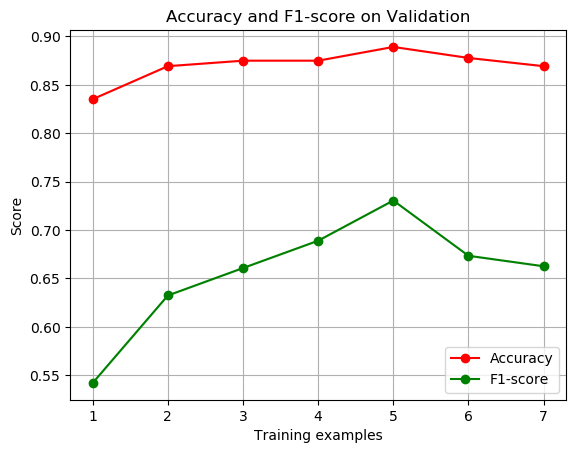 Accuracy and F1-score on Validation
0.90
0.85
0.80
0.75
0.70
0.65
0.60
0.55
Score
Accuracy
F1-score
1 2 3 4 5 6 7
Training examples